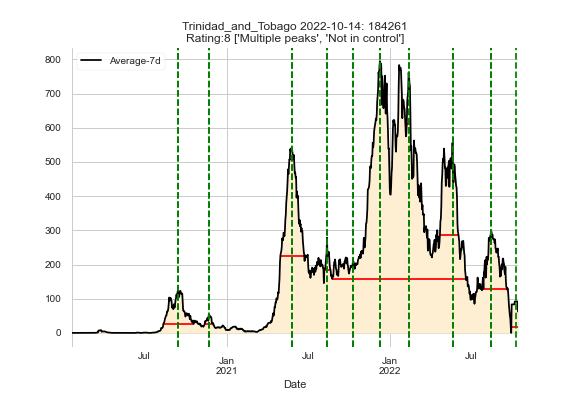 Trinidad_and_Tobago 2022-10-14: 184261
Rating:8 ['Multiple peaks', 'Not in control']
Average-7d
800
700
600
500
400
300
200
100
0
Jul
Jan
2021
Jul
Jan
2022
Jul
Date